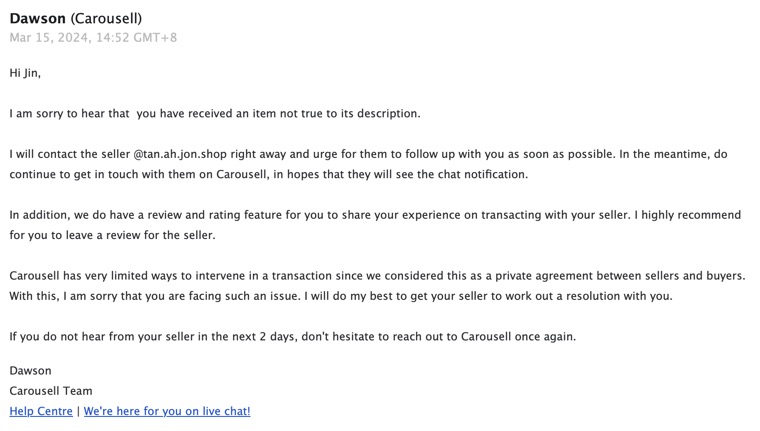 Dawson (Carousell)
Mar 15, 2024, 14:52 GMT+8
Hi Jin,
I am sorry to hear that  you have received an item not true to its description.
I will contact the seller @tan.ah.jon.shop right away and urge for them to follow up with you as soon as possible. In the meantime, do
continue to get in touch with them on Carousell, in hopes that they will see the chat notification.
In addition, we do have a review and rating feature for you to share your experience on transacting with your seller. I highly recommend
for you to leave a review for the seller.
Carousell has very limited ways to intervene in a transaction since we considered this as a private agreement between sellers and buyers.
With this, I am sorry that you are facing such an issue. I will do my best to get your seller to work out a resolution with you.
If you do not hear from your seller in the next 2 days, don't hesitate to reach out to Carousell once again.
Dawson
Carousell Team
Help Centre | We're here for you on live chat!